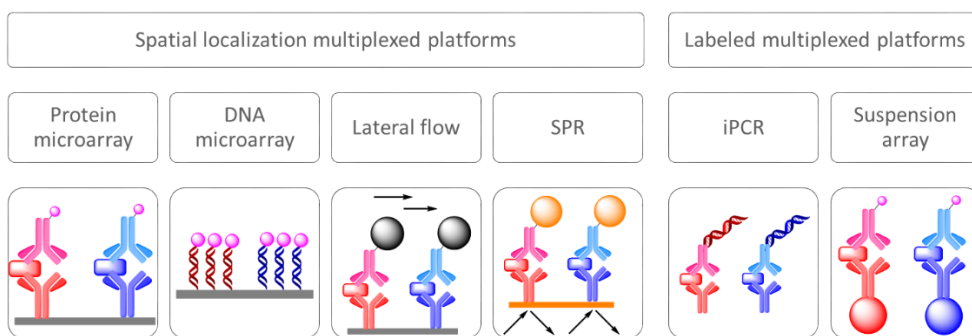 Spatial localization multiplexed platforms
Labeled multiplexed platforms
Protein
microarray
DNA
microarray
Lateral flow
SPR
iPCR
Suspension
array